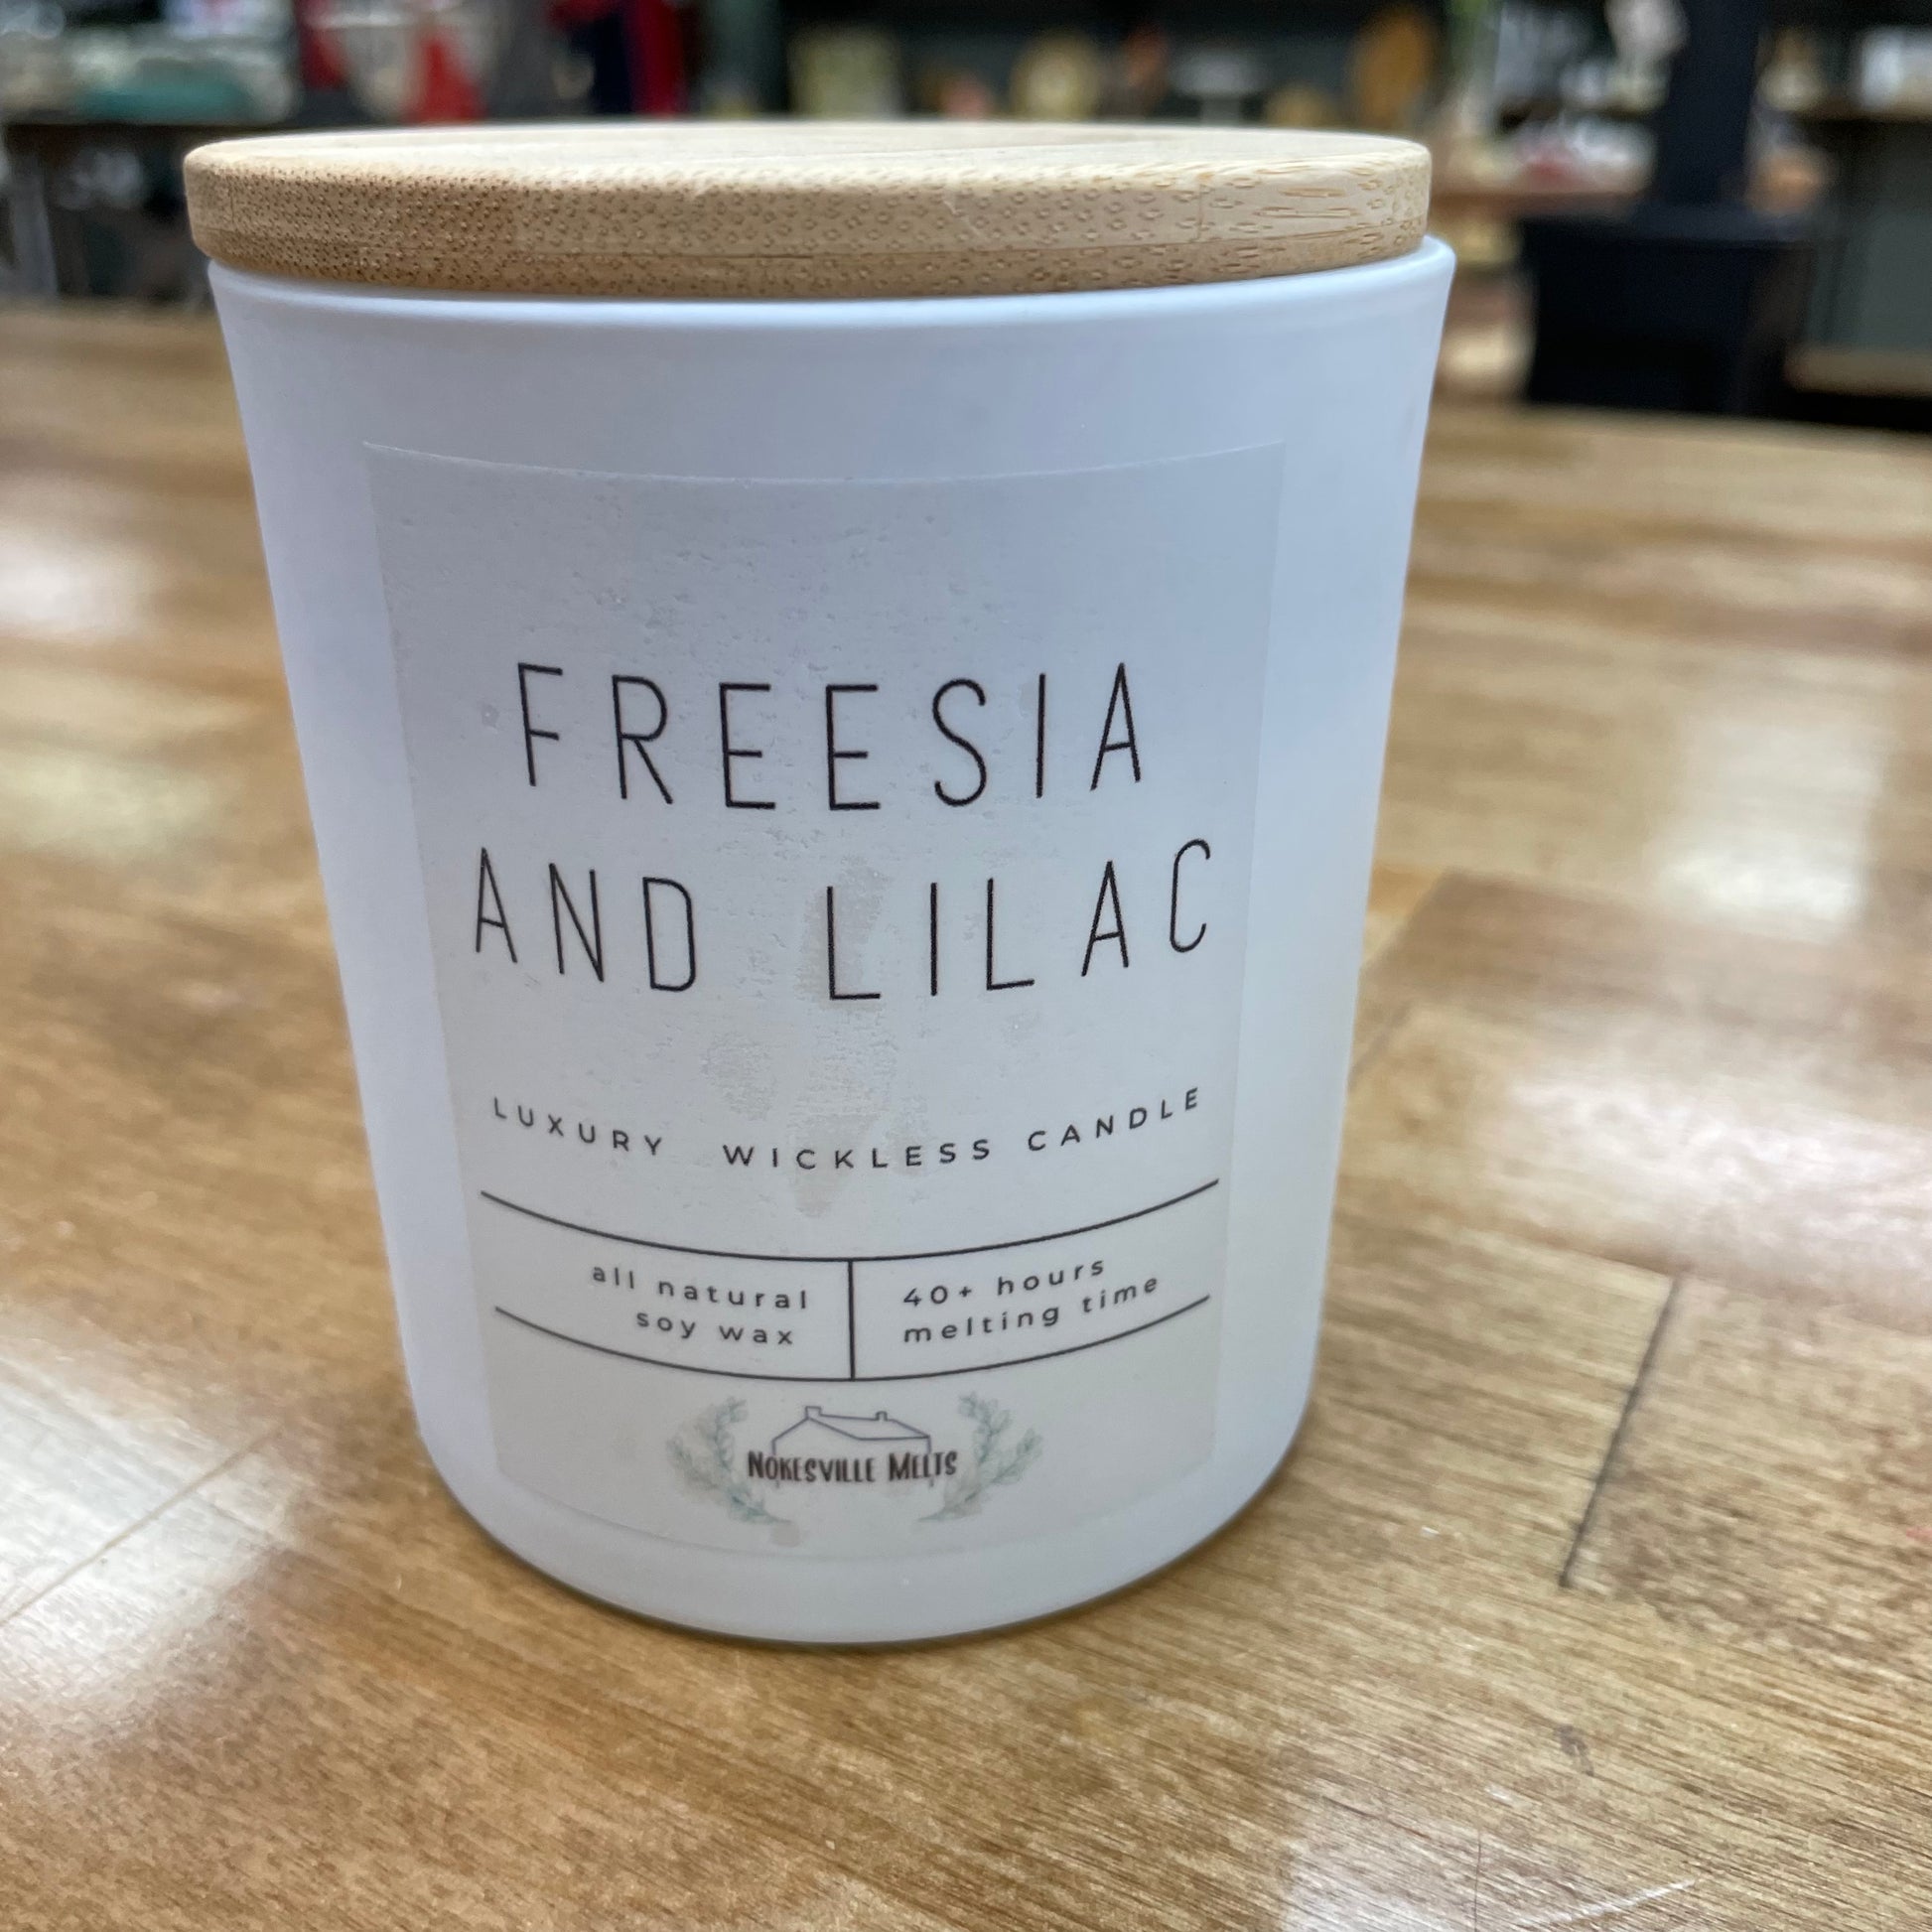 FREESIA
AND LILAC
LUXURY WICKLESS CANDLE
all natural
soy wax
40+ hours
melting time
NOKESVILLE MELTS